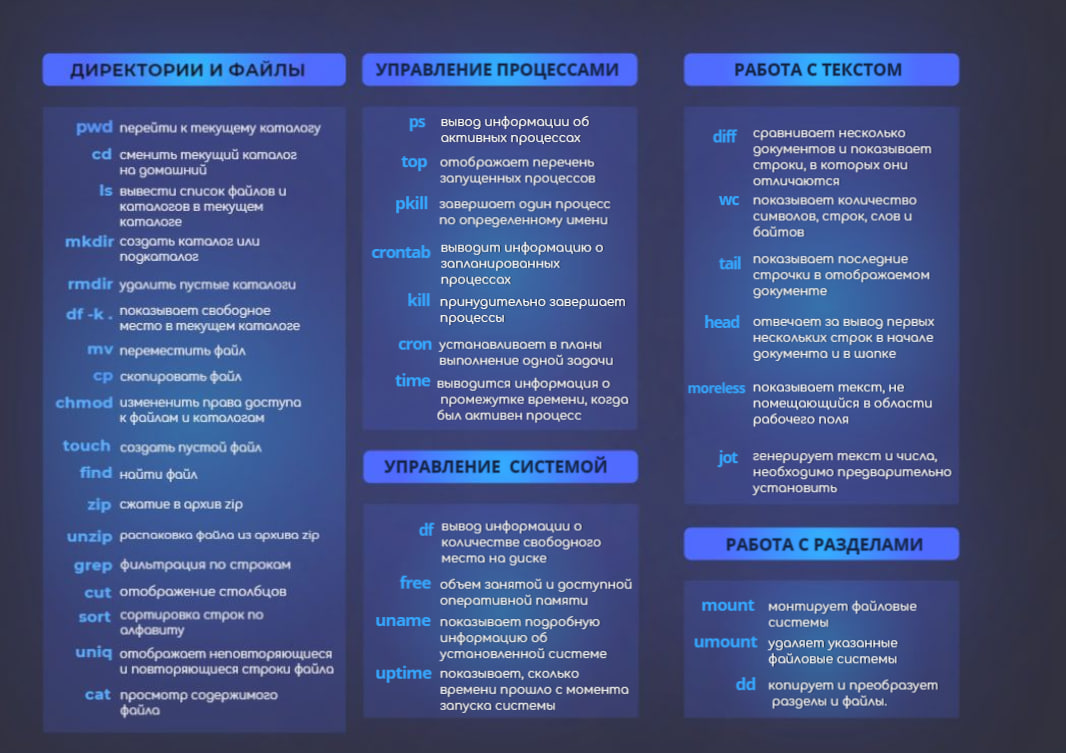 ДИРЕКТОРИИ И ФАЙЛЫ
pwd перейти к текущему каталогу
cd сменить текущий каталог
на домашний
ls вывести список файлов и
каталогов в текущем
каталоге
mkdir создать каталог или
подкаталог
rmdir удалить пустые каталоги
df -k . показывает свободное
место в текущем каталоге
mv переместить файл
cp скопировать файл
chmod измененить права доступа
к файлам и каталогам
touch создать пустой файл
find найти файл
zip сжатие в архив zip
unzip распаковка файла из архива zip
grep фильтрация по строкам
cut отображение столбцов
sort сортировка строк по
алфавиту
uniq отображает неповторяющиеся
и повторяющиеся строки файла
cat просмотр содержимого
файла
УПРАВЛЕНИЕ ПРОЦЕССАМИ
ps вывод информации об
активных процессах
top отображает перечень
запущенных процессов
pkill завершает один процесс
по определенному имени
crontab выводит информацию о
запланированных
процессах
kill принудительно завершает
процессы
cron устанавливает в планы
выполнение одной задачи
time выводится информация о
промежутке времени, когда
был активен процесс
УПРАВЛЕНИЕ СИСТЕМОЙ
df вывод информации о
количестве свободного
места на диске
free объем занятой и доступной
оперативной памяти
uname показывает подробную
информацию об
установленной системе
uptime показывает, сколько
времени прошло с момента
запуска системы
РАБОТА С ТЕКСТОМ
diff сравнивает несколько
документов и показывает
строки, в которых они
отличаются
wc показывает количество
символов, строк, слов и
байтов
tail показывает последние
строчки в отображаемом
документе
head отвечает за вывод первых
нескольких строк в начале
документа и в шапке
moreless показывает текст, не
помещающийся в области
рабочего поля
jot генерирует текст и числа,
необходимо предварительно
установить
РАБОТА С РАЗДЕЛАМИ
mount монтирует файловые
системы
umount удаляет указанные
файловые системы
dd копирует и преобразует
разделы и файлы.